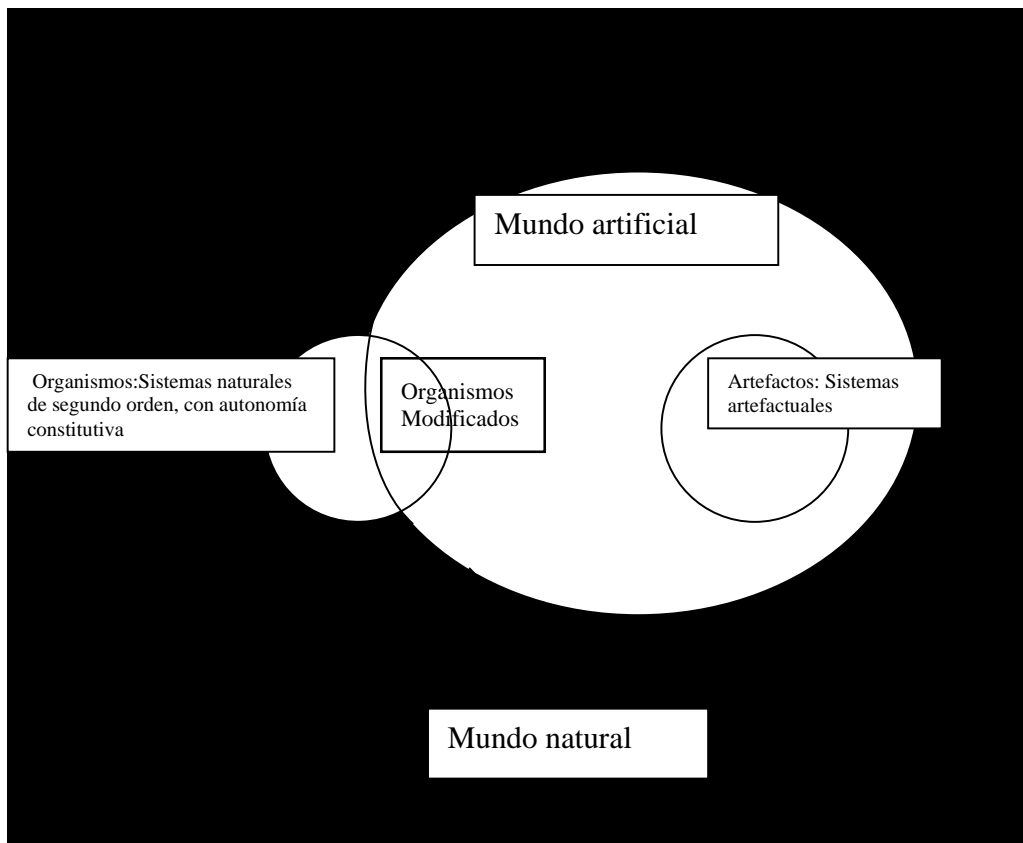 Mundo artificial
Organismos:Sistemas naturales
de segundo orden, con autonomía
constitutiva
Organismos
Modificados
Artefactos: Sistemas
artefactuales
Mundo natural